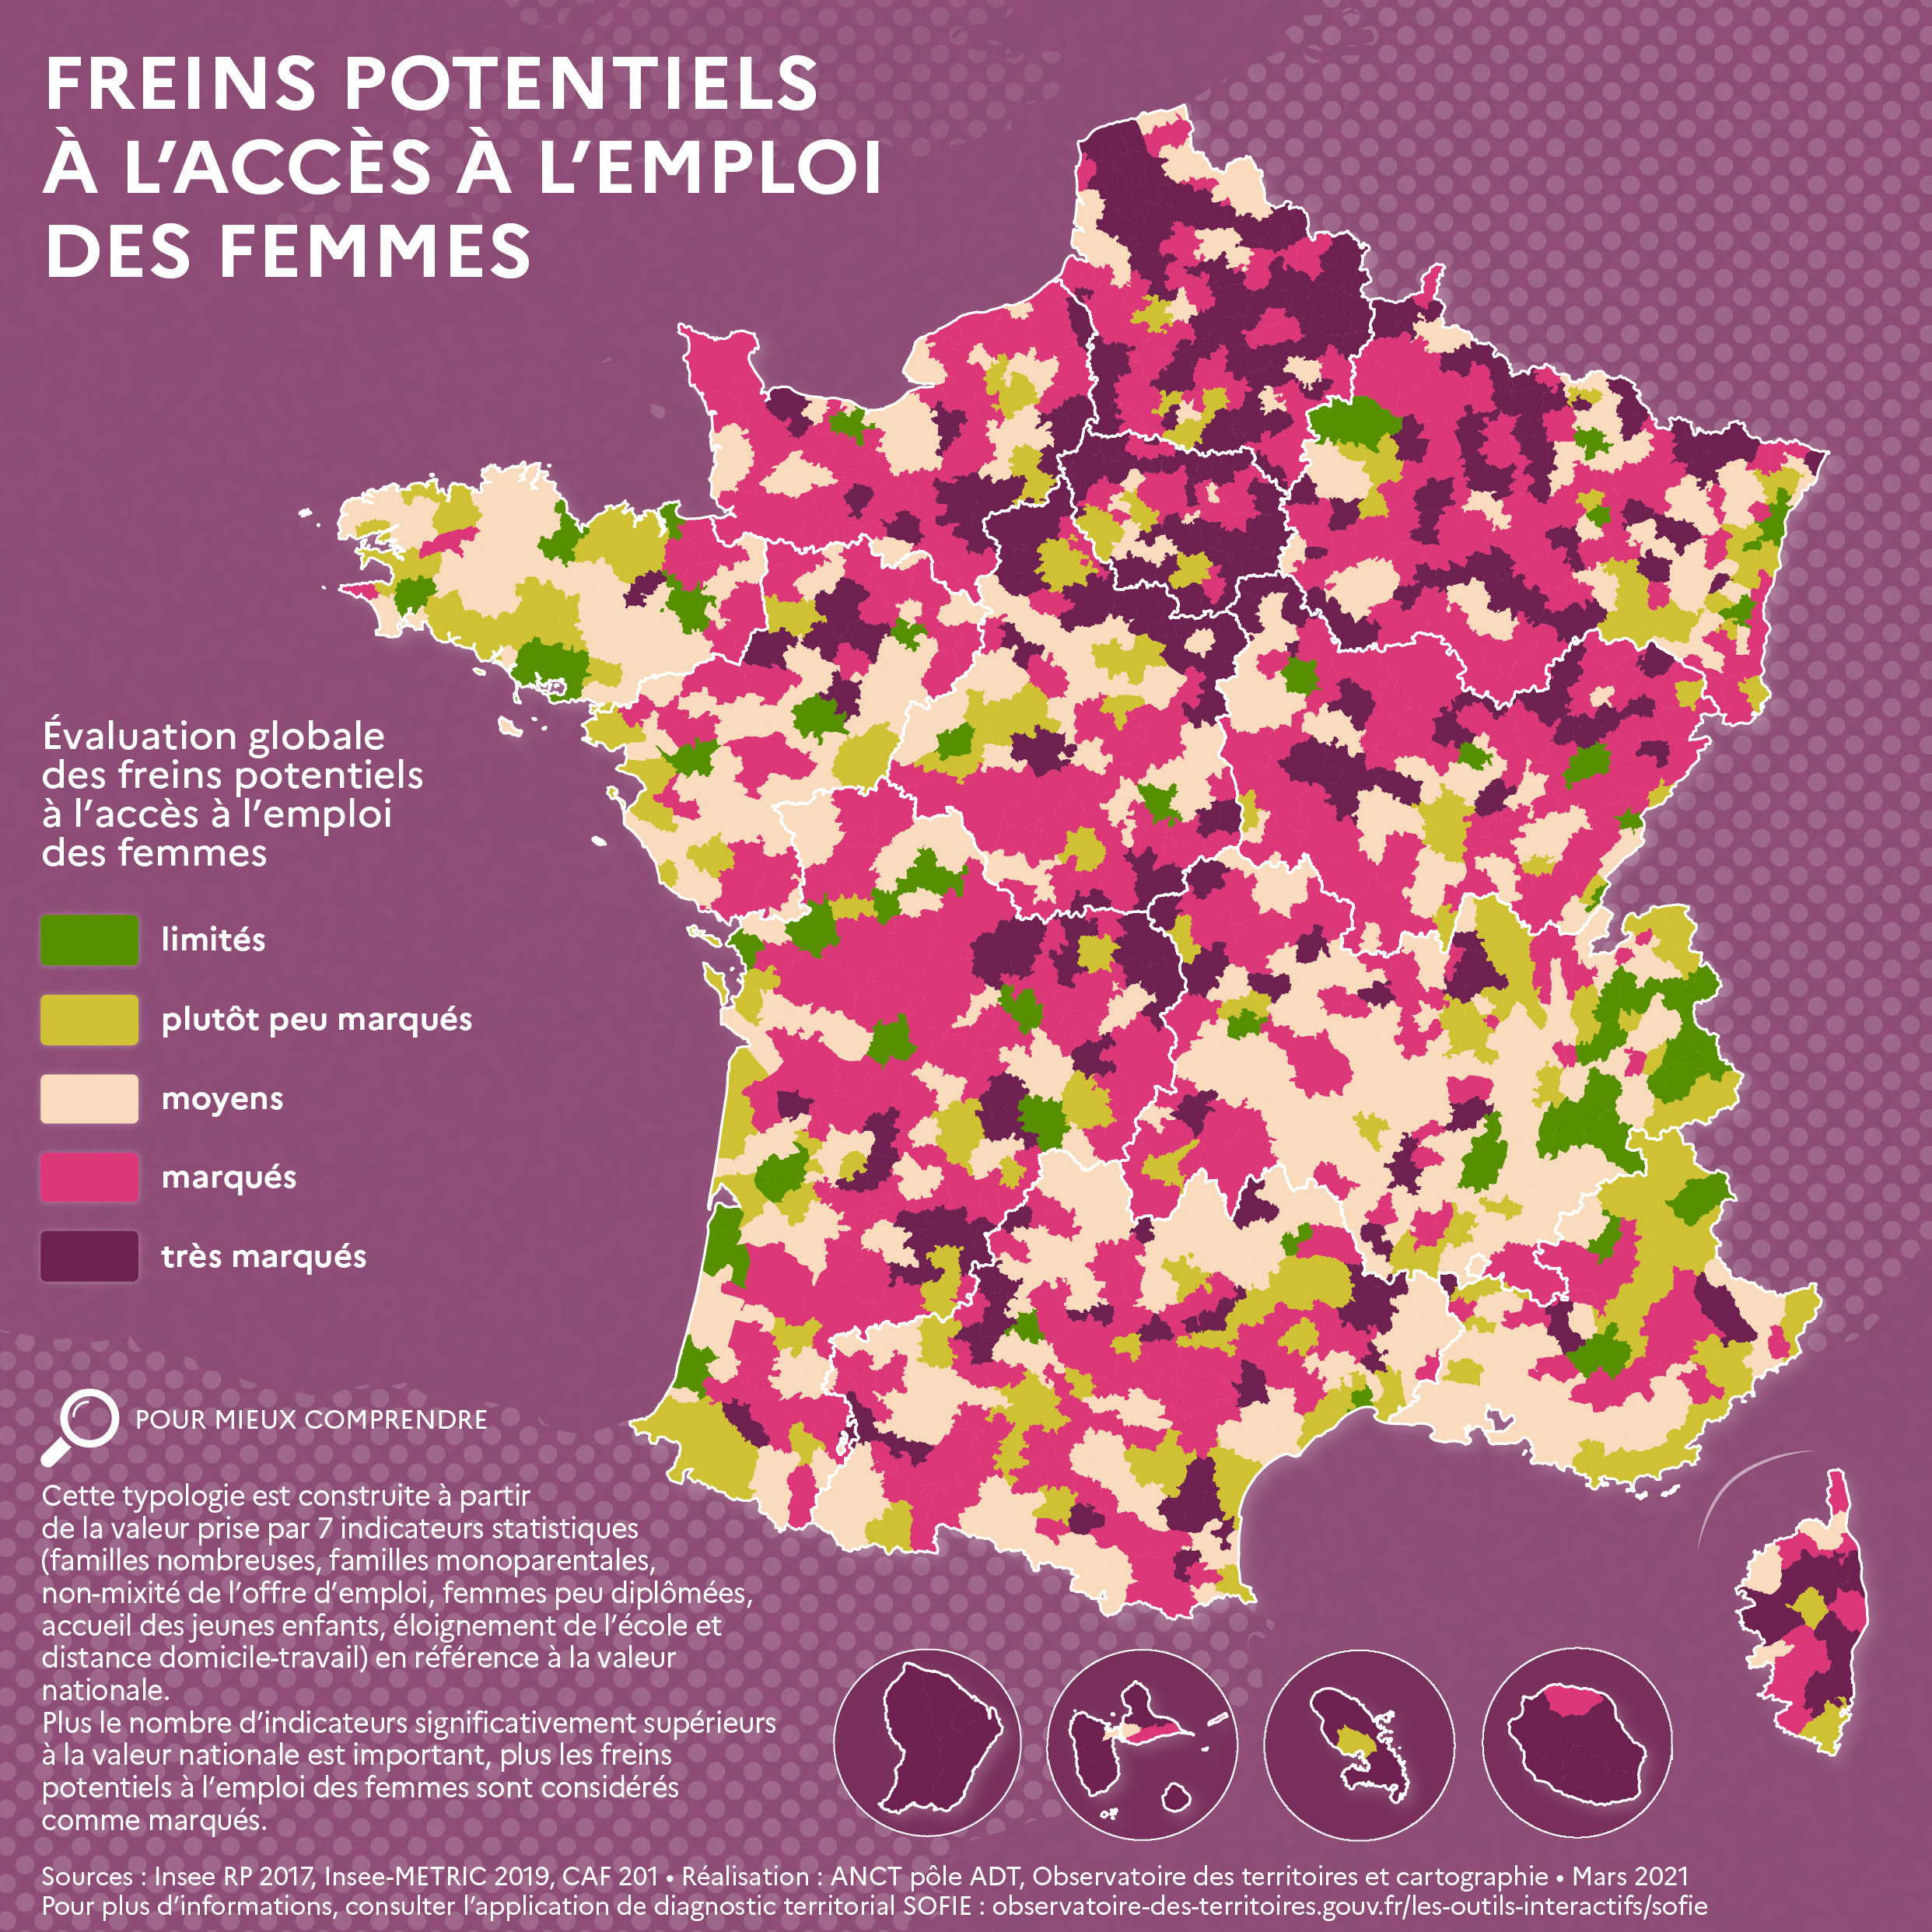 FREINS POTENTIELS
À L'ACCÈS À L'EMPLOI
DES FEMMES
Évaluation globale
des freins potentiels
à l'accès à l'emploi
des femmes
limités
plutôt peu marqués
moyens
marqués
très marqués
POUR MIEUX COMPRENDRE
Cette typologie est construite à partir
de la valeur prise par 7 indicateurs statistiques
(familles nombreuses, familles monoparentales,
non-mixité de l'offre d'emploi, femmes peu diplômées,
accueil des jeunes enfants, éloignement de l'école et
distance domicile-travail) en référence à la valeur
nationale.
Plus le nombre d'indicateurs significativement supérieurs
à la valeur nationale est important, plus les freins
potentiels à l'emploi des femmes sont considérés
comme marqués.
Sources : Insee RP 2017, Insee-METRIC 2019, CAF 201 • Réalisation : ANCT pôle ADT, Observatoire des territoires et cartographie • Mars 2021
Pour plus d'informations, consulter l'application de diagnostic territorial SOFIE : observatoire-des-territoires.gouv.fr/les-outils-interactifs/sofie